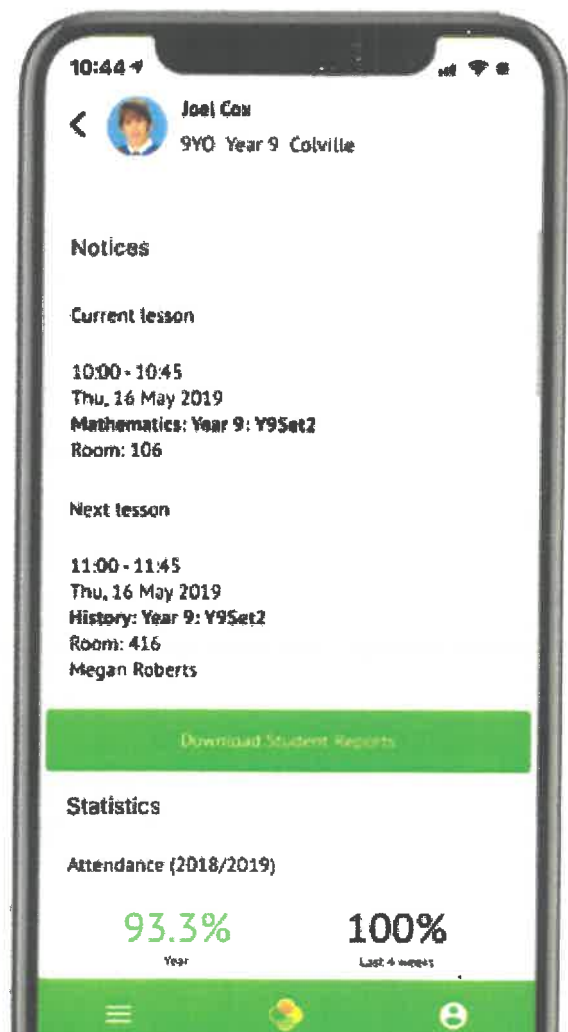 10:44
Joel Cox
9YO Year 9 Colville
Notices
Current lesson
10:00 - 10:45
Thu, 16 May 2019
Mathematics: Year 9: Y9Set2
Room: 106
Next lesson
11:00 - 11:45
Thu, 16 May 2019
History: Year 9: Y9Set2
Room: 416
Megan Roberts
Download Student Reports
Statistics
Attendance (2018/2019)
93.3% 100%
Year Last 4 weeks